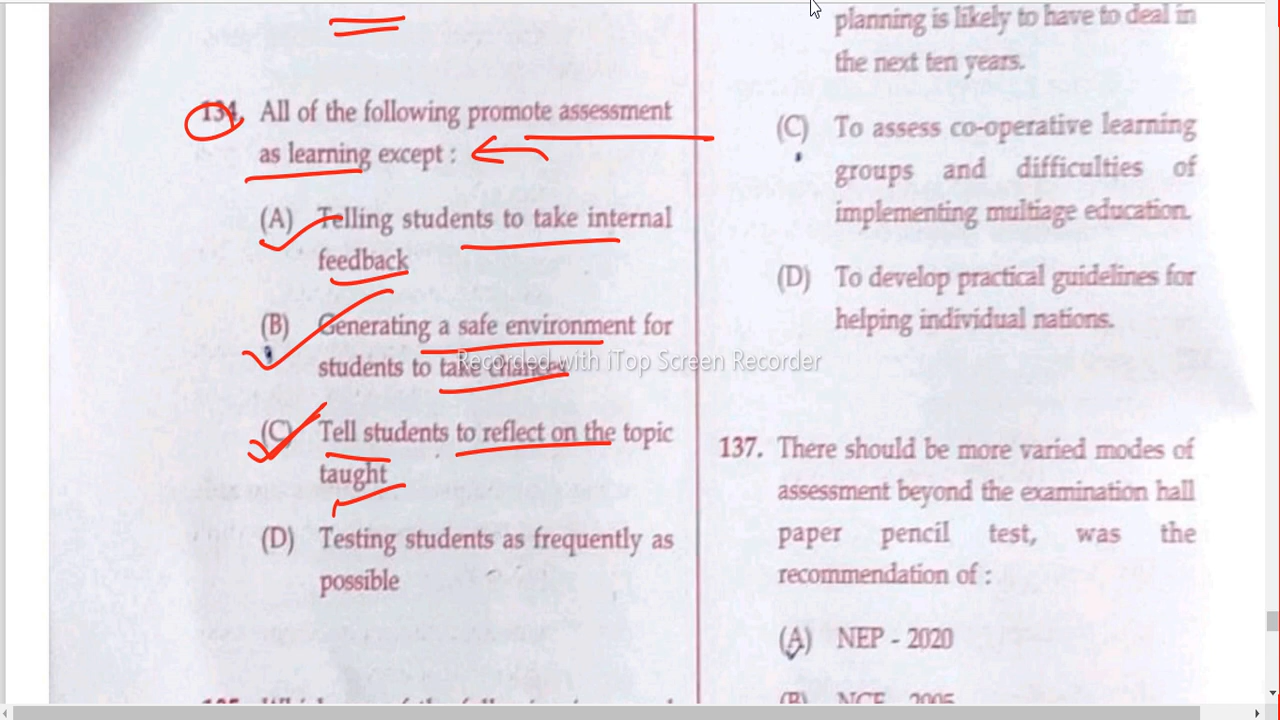 134. All of the following promote assessment
as learning except :
(A) Telling students to take internal
feedback
(B) Generating a safe environment for
students to take chances
(C) Tell students to reflect on the topic
taught
(D) Testing students as frequently as
possible
planning is likely to have to deal in
the next ten years.
(C) To assess co-operative learning
groups and difficulties of
implementing multiage education.
(D) To develop practical guidelines for
helping individual nations.
137. There should be more varied modes of
assessment beyond the examination hall
paper pencil test, was the
recommendation of :
(A) NEP - 2020
(B) NCF 2005
Recorded with iTop Screen Recorder